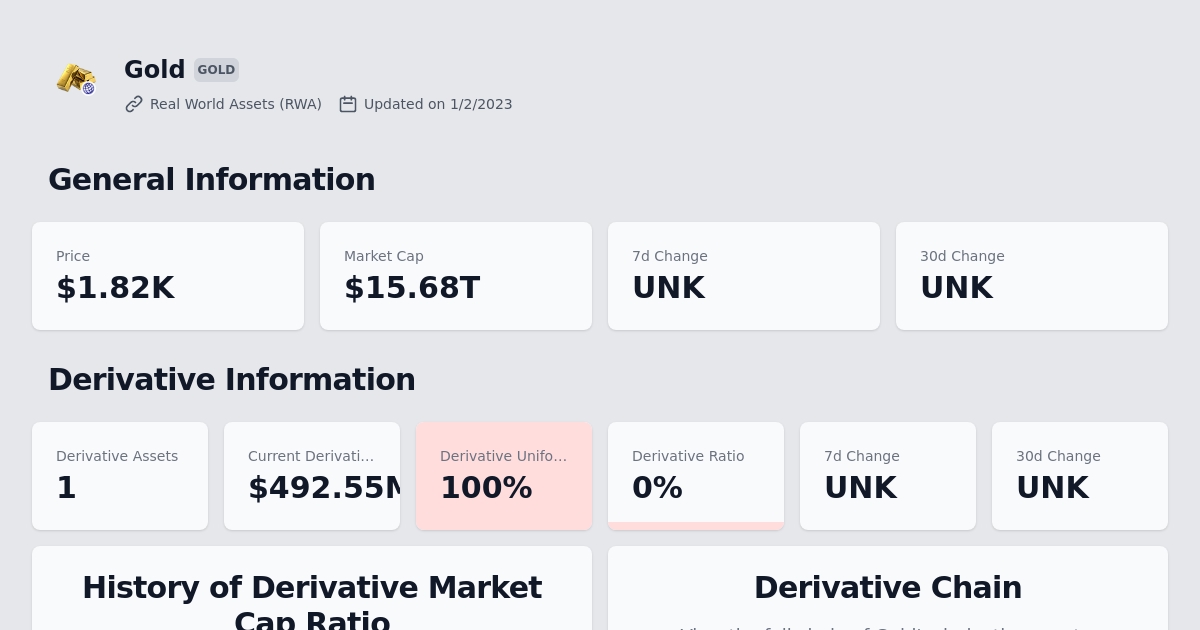 Gold GOLD
Real World Assets (RWA) Updated on 1/2/2023
General Information
Price
$1.82K
Market Cap
$15.68T
7d Change
UNK
30d Change
UNK
Derivative Information
Derivative Assets
1
Current Derivati...
$492.55M
Derivative Unifo...
100%
Derivative Ratio
0%
7d Change
UNK
30d Change
UNK
History of Derivative Market
Cap Ratio
Derivative Chain